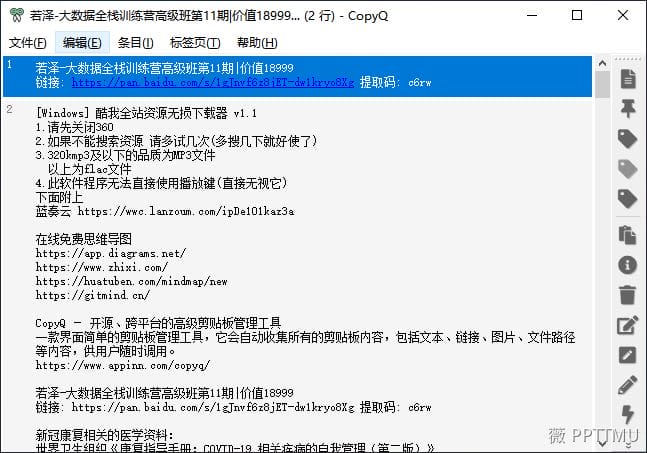 若泽-大数据全栈训练营高级班第11期|价值18999... (2 行) - CopyQ
文件(F) 编辑(E) 条目(I) 标签页(T) 帮助(H)
1 若泽-大数据全栈训练营高级班第11期|价值18999
链接: https://pan.baidu.com/s/1gJnvf6z8jET-dw1kryo8Xg 提取码: c6rw
2 [Windows] 酷我全站资源无损下载器 v1.1
1.请先关闭360
2.如果不能搜索资源 请多试几次(多搜几下就好使了)
3.320kmp3及以下的品质为MP3文件
以上为flac文件
4.此软件程序无法直接使用播放键(直接无视它)
下面附上
蓝奏云 https://wwc.lanzoum.com/ipDe101kaz3a
在线免费思维导图
https://app.diagrams.net/
https://www.zhixi.com/
https://huatuben.com/mindmap/new
https://gitmind.cn/
CopyQ – 开源、跨平台的高级剪贴板管理工具
一款界面简单的剪贴板管理工具，它会自动收集所有的剪贴板内容，包括文本、链接、图片、文件路径
等内容，供用户随时调用。
https://www.appinn.com/copyq/
若泽-大数据全栈训练营高级班第11期|价值18999
链接: https://pan.baidu.com/s/1gJnvf6z8jET-dw1kryo8Xg 提取码: c6rw
新冠康复相关的医学资料:
世界卫生组织《康复指导手册：COVID-19 相关疾病的自我管理（第二版）》
薇 PPTTMU